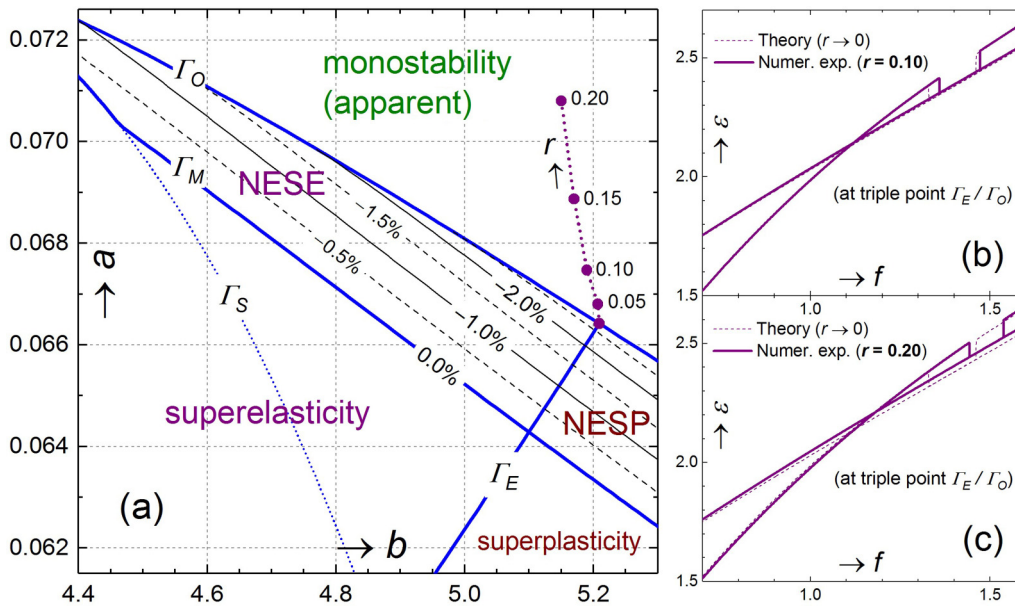 0.072
0.070
0.068
0.066
0.064
0.062
→ a
Γ_O
monostability
(apparent)
0.20
r →
0.15
0.10
0.05
Γ_M
NESE
1.5%
0.5%
2.0%
1.0%
0.0%
Γ_S
superelasticity
NESP
Γ_E
(a)
→ b
superplasticity
4.4
4.6
4.8
5.0
5.2
2.5
2.0
1.5
Theory (r → 0)
Numer. exp. (r = 0.10)
→ ε
(at triple point Γ_E / Γ_O)
(b)
→ f
1.0
1.5
2.5
2.0
1.5
Theory (r → 0)
Numer. exp. (r = 0.20)
→ ε
(at triple point Γ_E / Γ_O)
(c)
→ f
1.0
1.5